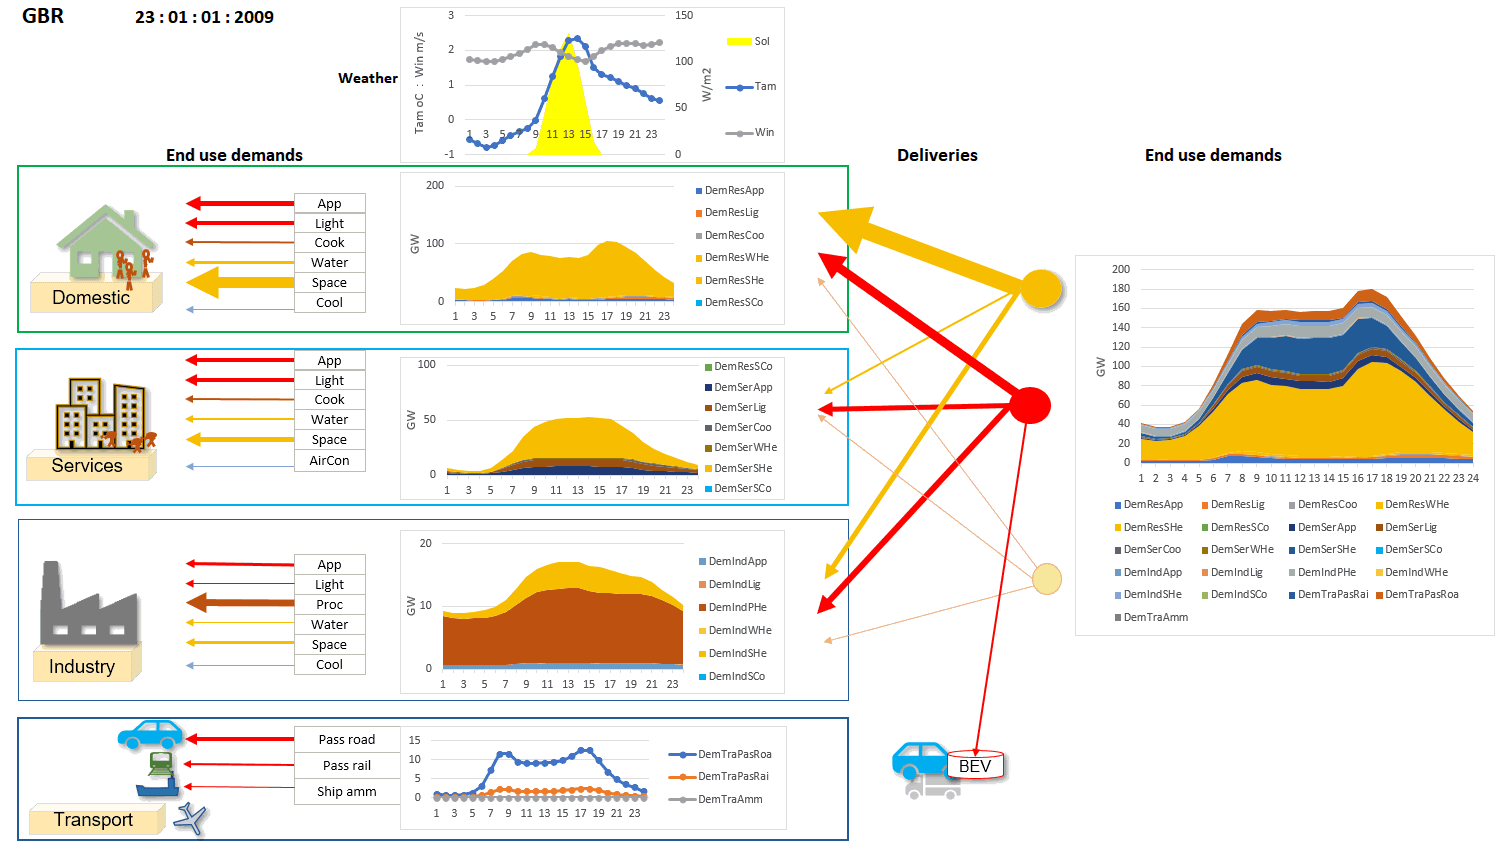 GBR
23 : 01 : 01 : 2009
Weather
Tam oC : Win m/s
3
2
1
0
-1
1 3 5 7 9 11 13 15 17 19 21 23
150
100
50
0
W/m2
Sol
Tam
Win
End use demands
Deliveries
End use demands
App
Light
Cook
Water
Space
Cool
Domestic
GW
200
100
0
1 3 5 7 9 11 13 15 17 19 21 23
DemResApp
DemResLig
DemResCoo
DemResWHe
DemResSHe
DemResSCo
App
Light
Cook
Water
Space
AirCon
Services
GW
100
50
0
1 3 5 7 9 11 13 15 17 19 21 23
DemResSCo
DemSerApp
DemSerLig
DemSerCoo
DemSerWHe
DemSerSHe
DemSerSCo
App
Light
Proc
Water
Space
Cool
Industry
GW
20
10
0
1 3 5 7 9 11 13 15 17 19 21 23
DemIndApp
DemIndLig
DemIndPHe
DemIndWHe
DemIndSHe
DemIndSCo
Pass road
Pass rail
Ship amm
Transport
15
10
5
0
1 3 5 7 9 11 13 15 17 19 21 23
DemTraPasRoa
DemTraPasRai
DemTraAmm
BEV
GW
200
180
160
140
120
100
80
60
40
20
0
1 2 3 4 5 6 7 8 9 10 11 12 13 14 15 16 17 18 19 20 21 22 23 24
DemResApp DemResLig DemResCoo DemResWHe
DemResSHe DemResSCo DemSerApp DemSerLig
DemSerCoo DemSerWHe DemSerSHe DemSerSCo
DemIndApp DemIndLig DemIndPHe DemIndWHe
DemIndSHe DemIndSCo DemTraPasRai DemTraPasRoa
DemTraAmm